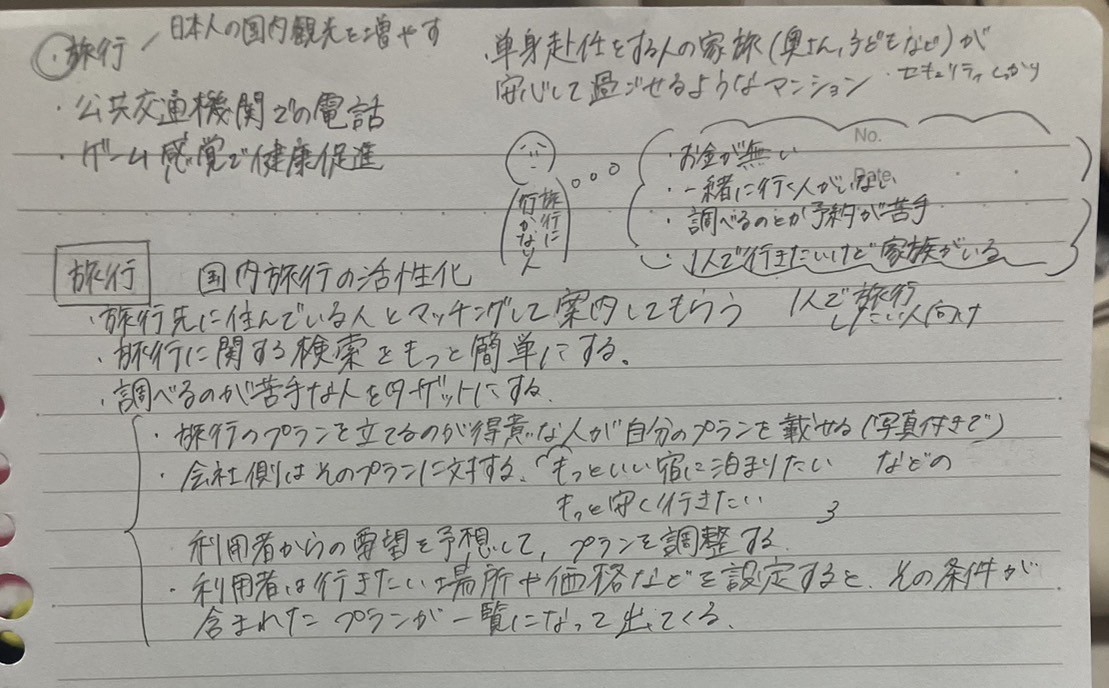 ・旅行 / 日本人の国内観光を増やす
・公共交通機関での電話
・ゲーム感覚で健康促進
・単身赴任をする人の家族(奥さん、子どもなど)が
安心して過ごせるようなマンション ・セキュリティしっかり
No.
Date
・お金が無い
・一緒に行く人がいない
・調べるのとか予約が苦手
・1人で行きたいけど家族がいる
旅行に
行かない人
1人で旅行
したい人向け
旅行 国内旅行の活性化
・旅行先に住んでいる人とマッチングして案内してもらう
・旅行に関する検索をもっと簡単にする。
・調べるのが苦手な人をターゲットにする。
・旅行のプランを立てるのが得意な人が自分のプランを載せる(写真付きで)
・会社側はそのプランに対する、もっといい宿に泊まりたい などの
もっと安く行きたい
利用者からの要望を予想して、プランを調整する。
・利用者は行きたい場所や価格などを設定すると、その条件が
含まれたプランが一覧になって出てくる。